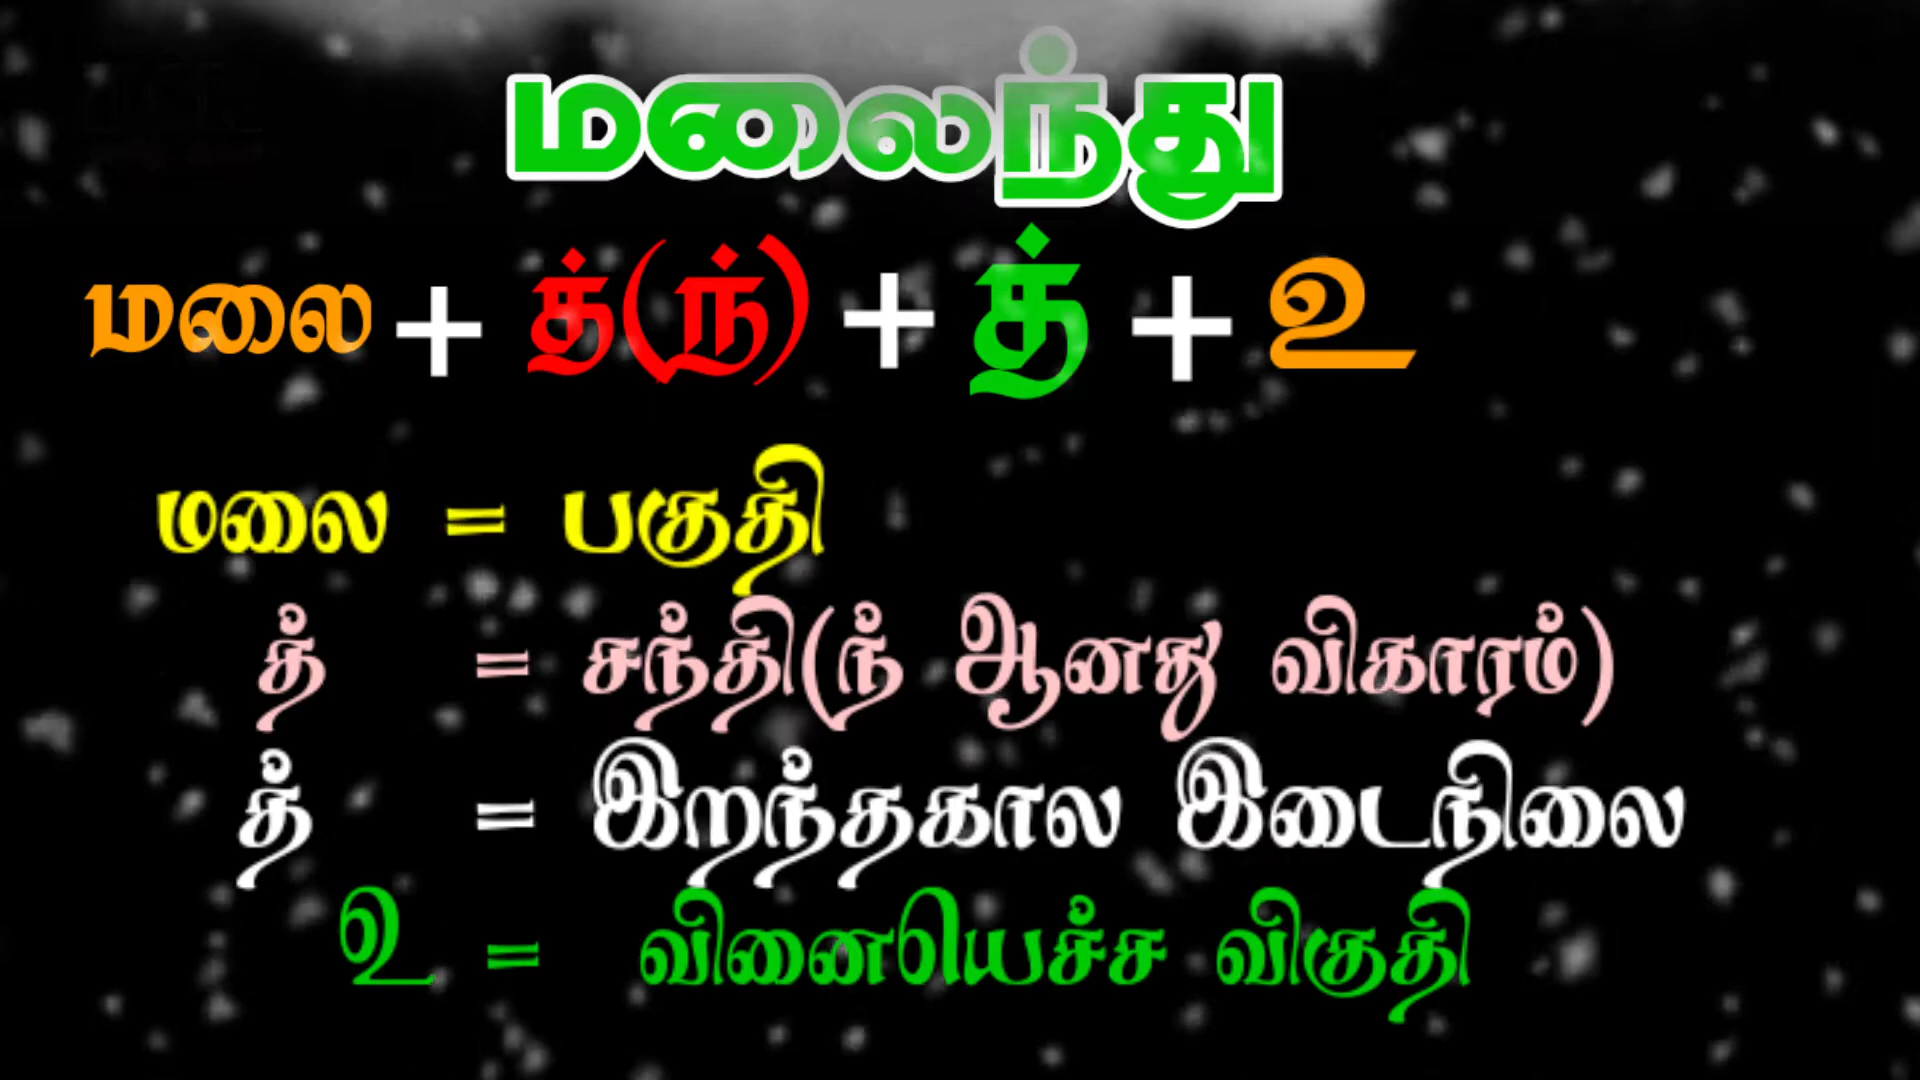 மலைந்து
மலை + த்(ந்) + த் + உ
மலை = பகுதி
த் = சந்தி(ந் ஆனது விகாரம்)
த் = இறந்தகால இடைநிலை
உ = வினையெச்ச விகுதி